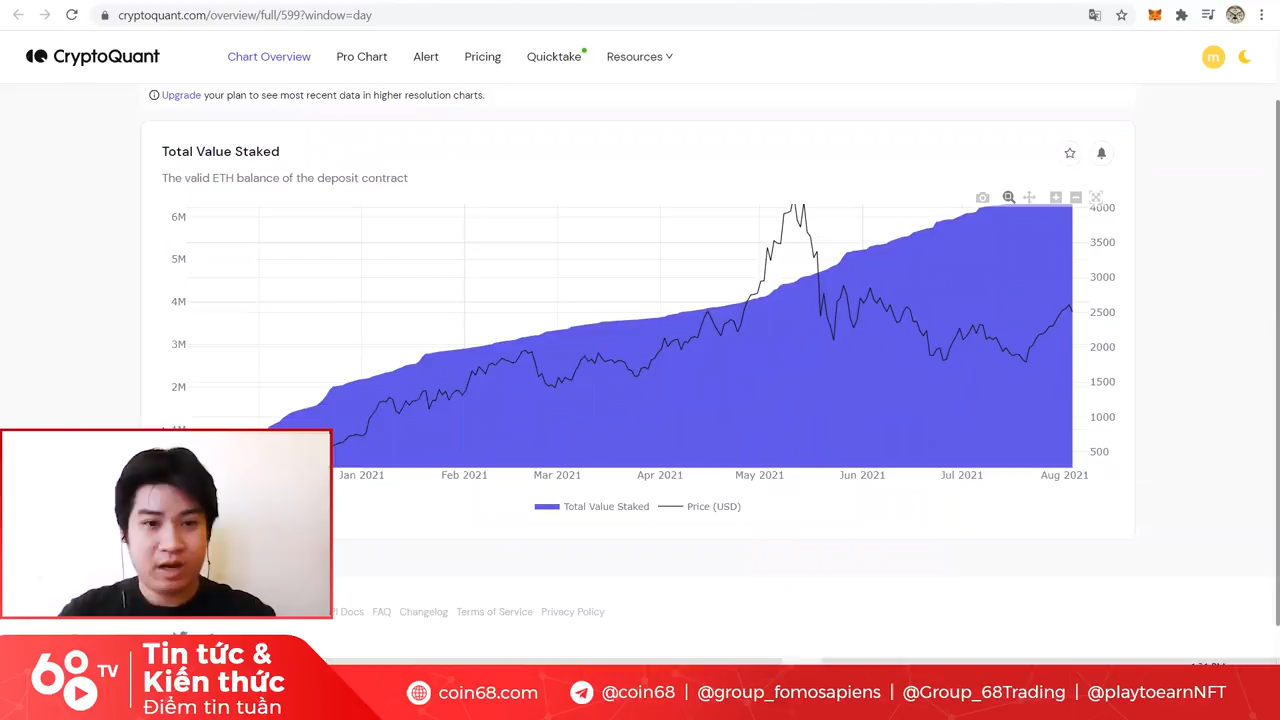 cryptoquant.com/overview/full/599?window=day
CryptoQuant
Chart Overview
Pro Chart
Alert
Pricing
Quicktake
Resources
m
Upgrade your plan to see most recent data in higher resolution charts.
Total Value Staked
The valid ETH balance of the deposit contract
6M
5M
4M
3M
2M
4000
3500
3000
2500
2000
1500
1000
500
Jan 2021
Feb 2021
Mar 2021
Apr 2021
May 2021
Jun 2021
Jul 2021
Aug 2021
Total Value Staked
Price (USD)
Docs
FAQ
Changelog
Terms of Service
Privacy Policy
68 TV
Tin tức &
Kiến thức
Điểm tin tuần
coin68.com
@coin68 | @group_fomosapiens | @Group_68Trading | @playtoearnNFT